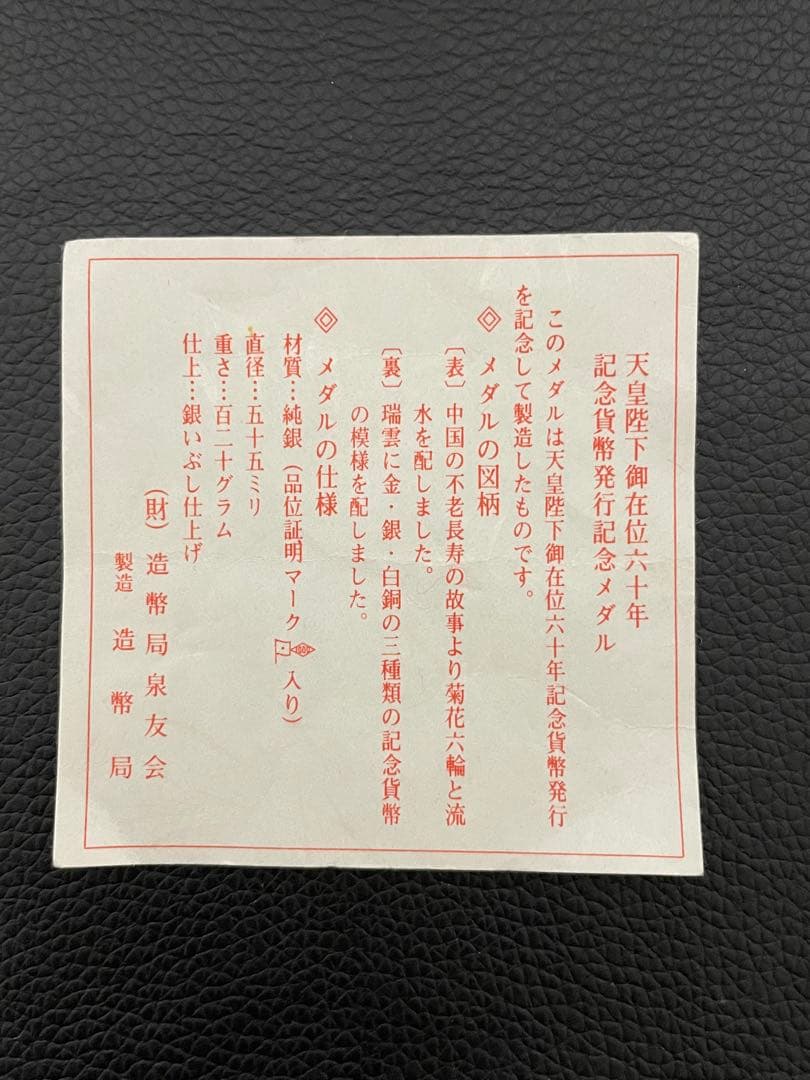 天皇陛下御在位六十年
記念貨幣発行記念メダル
このメダルは天皇陛下御在位六十年記念貨幣発行
を記念して製造したものです。
◈ メダルの図柄
〔表〕中国の不老長寿の故事より菊花六輪と流
水を配しました。
〔裏〕瑞雲に金・銀・白銅の三種類の記念貨幣
の模様を配しました。
◈ メダルの仕様
材質…純銀(品位証明マーク入り)
直径…五十五ミリ
重さ…百二十グラム
仕上…銀いぶし仕上げ
(財)造幣局泉友会
製造 造幣局